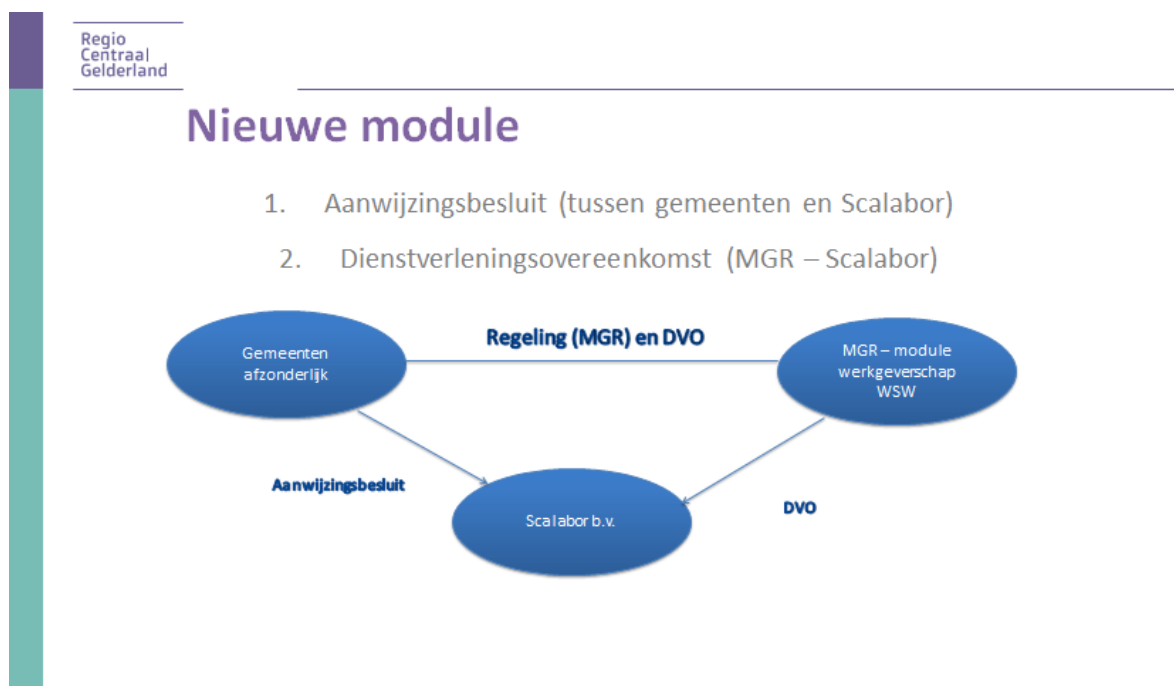 Regio
Centraal
Gelderland
Nieuwe module
1. Aanwijzingsbesluit (tussen gemeenten en Scalabor)
2. Dienstverleningsovereenkomst (MGR – Scalabor)
Regeling (MGR) en DVO
Gemeenten
afzonderlijk
MGR – module
werkgeverschap
WSW
Aanwijzingsbesluit
DVO
Scalabor b.v.